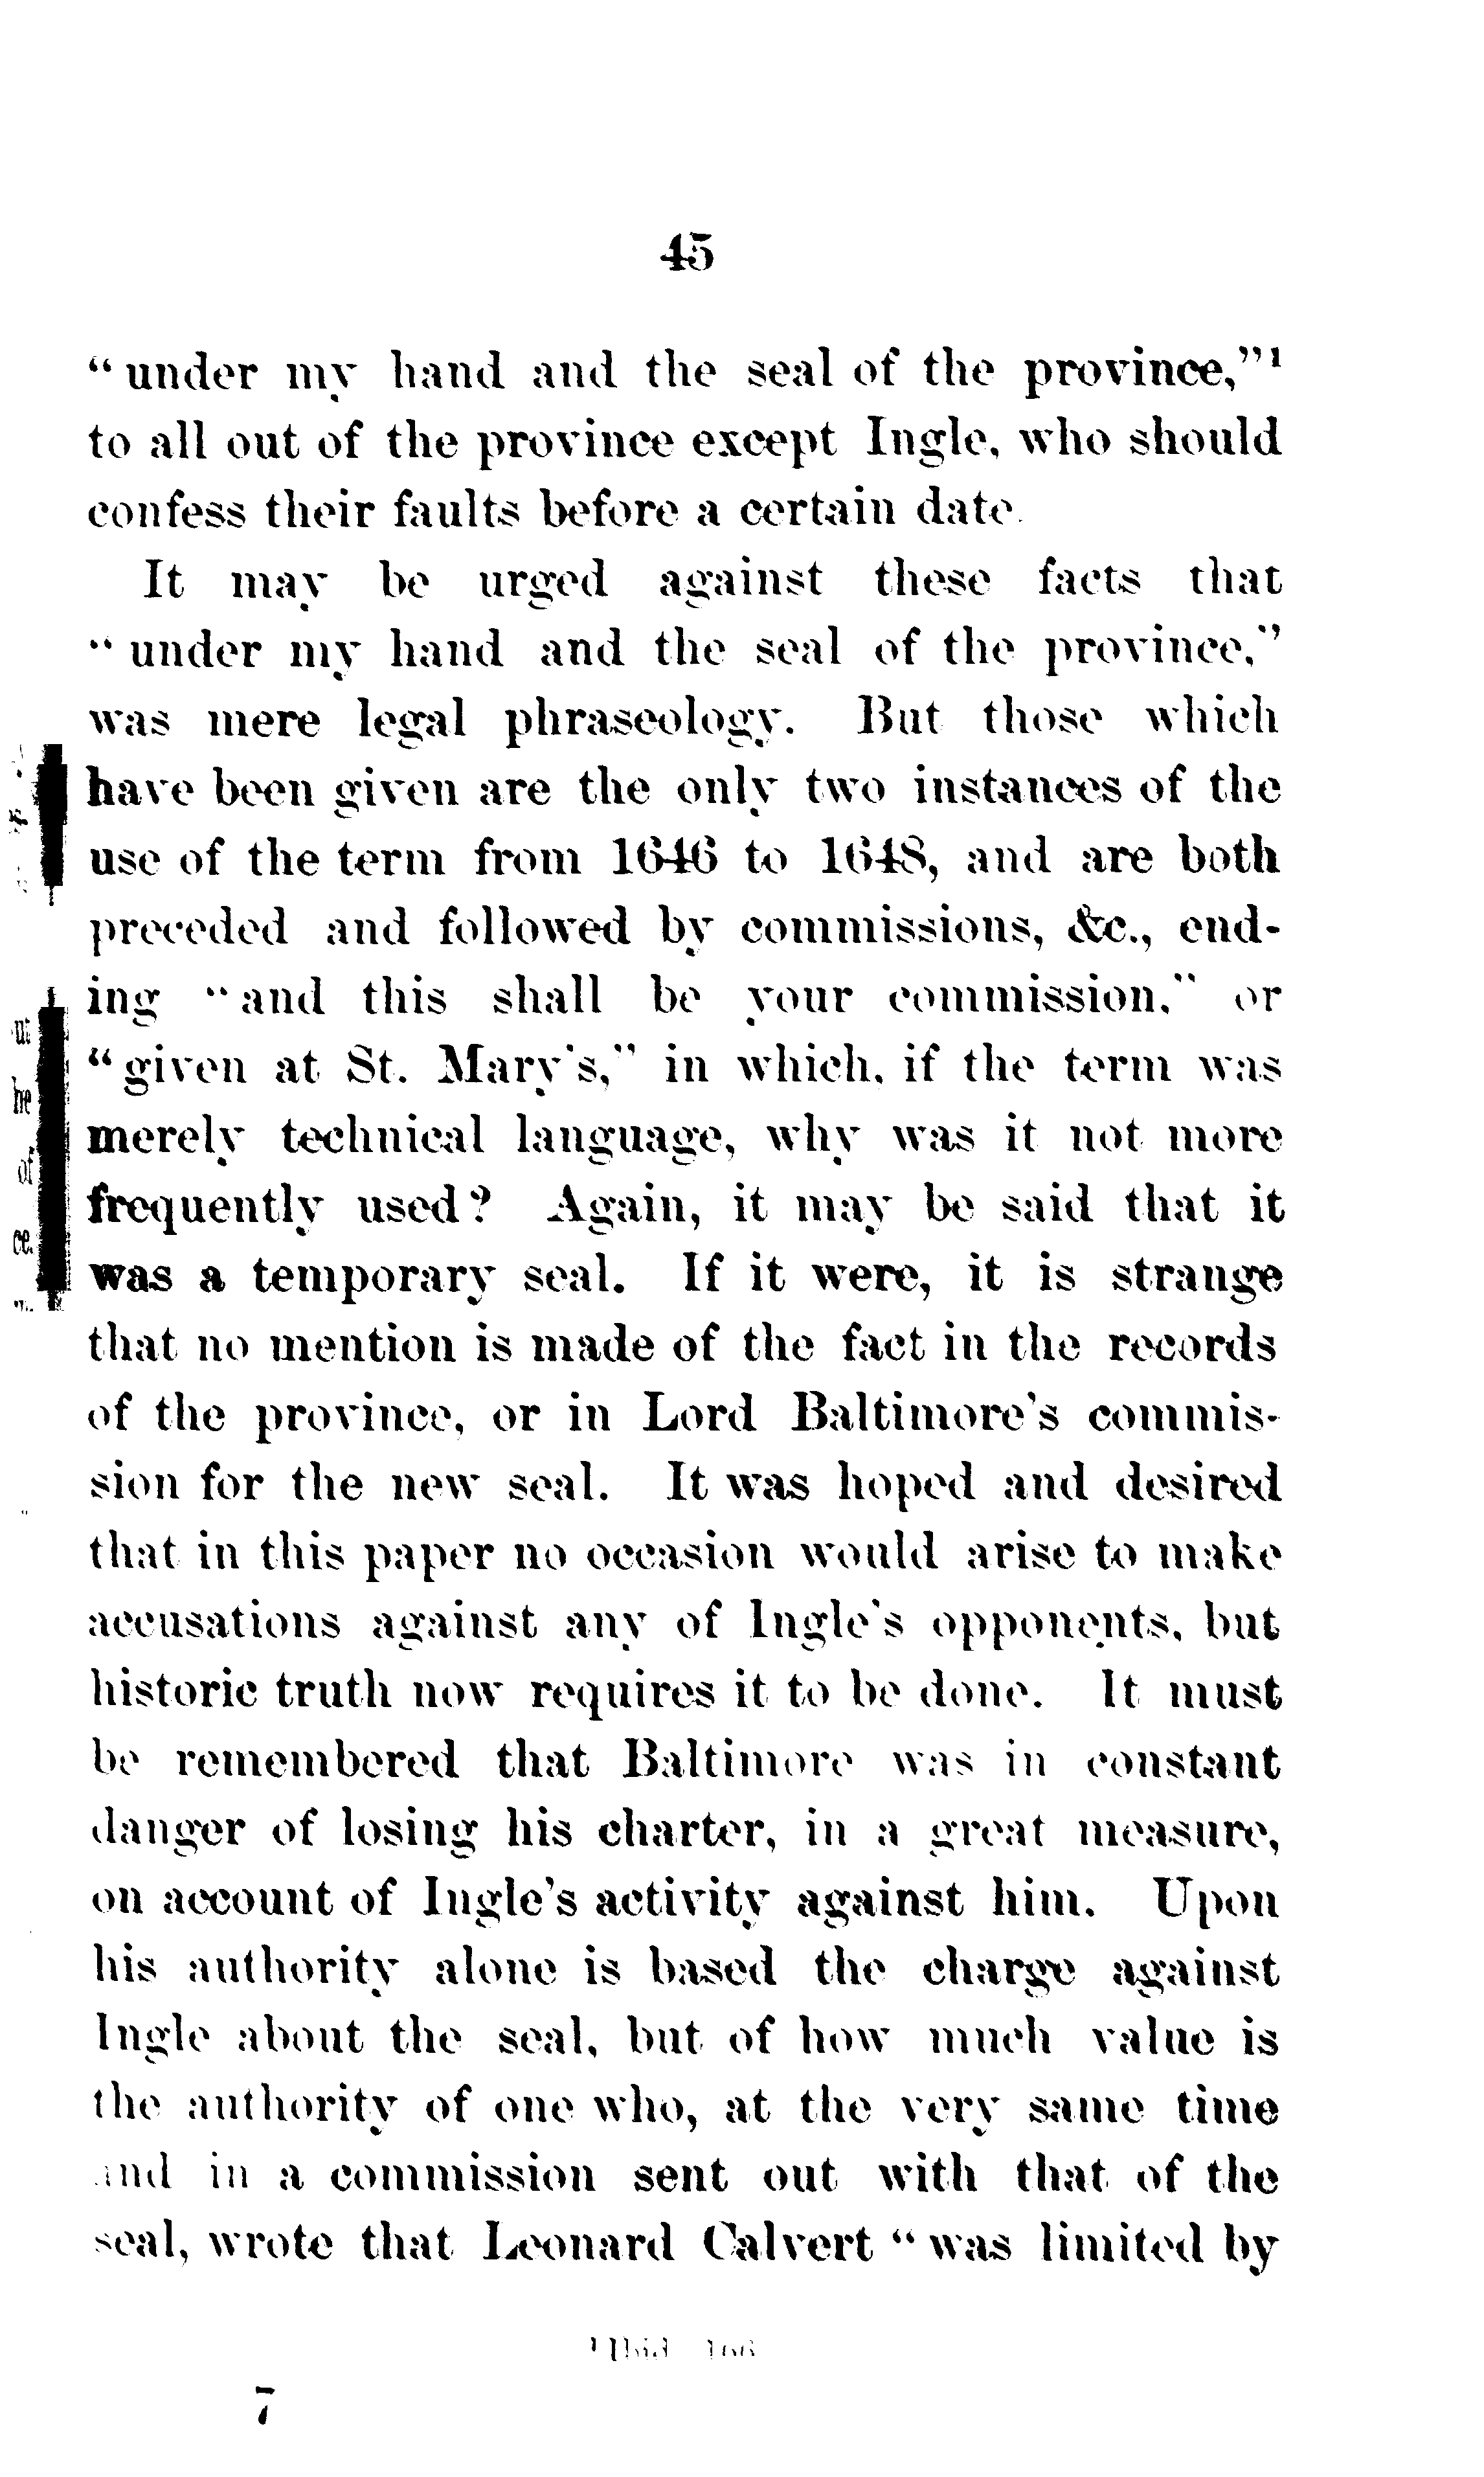 45
“under my hand and the seal of the province,”¹
to all out of the province except Ingle, who should
confess their faults before a certain date.
It may be urged against these facts that
“under my hand and the seal of the province,”
was mere legal phraseology. But those which
have been given are the only two instances of the
use of the term from 1646 to 1648, and are both
preceded and followed by commissions, &c., end-
ing “and this shall be your commission,” or
“given at St. Mary's,” in which, if the term was
merely technical language, why was it not more
frequently used? Again, it may be said that it
was a temporary seal. If it were, it is strange
that no mention is made of the fact in the records
of the province, or in Lord Baltimore's commis-
sion for the new seal. It was hoped and desired
that in this paper no occasion would arise to make
accusations against any of Ingle's opponents, but
historic truth now requires it to be done. It must
be remembered that Baltimore was in constant
danger of losing his charter, in a great measure,
on account of Ingle's activity against him. Upon
his authority alone is based the charge against
Ingle about the seal, but of how much value is
the authority of one who, at the very same time
and in a commission sent out with that of the
seal, wrote that Leonard Calvert “was limited by
7